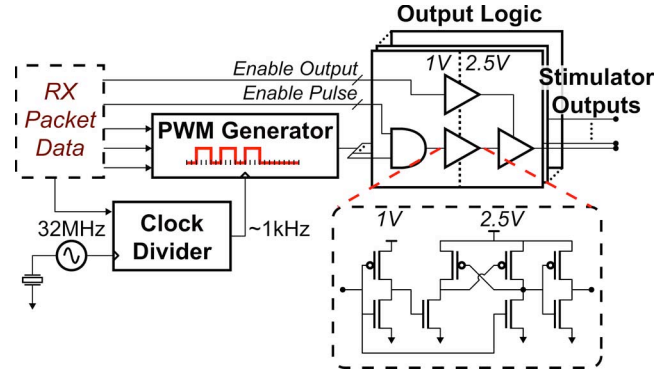 Output Logic
1V 2.5V
Enable Output
Enable Pulse
RX
Packet
Data
PWM Generator
Stimulator
Outputs
32MHz
Clock
Divider
~1kHz
1V 2.5V